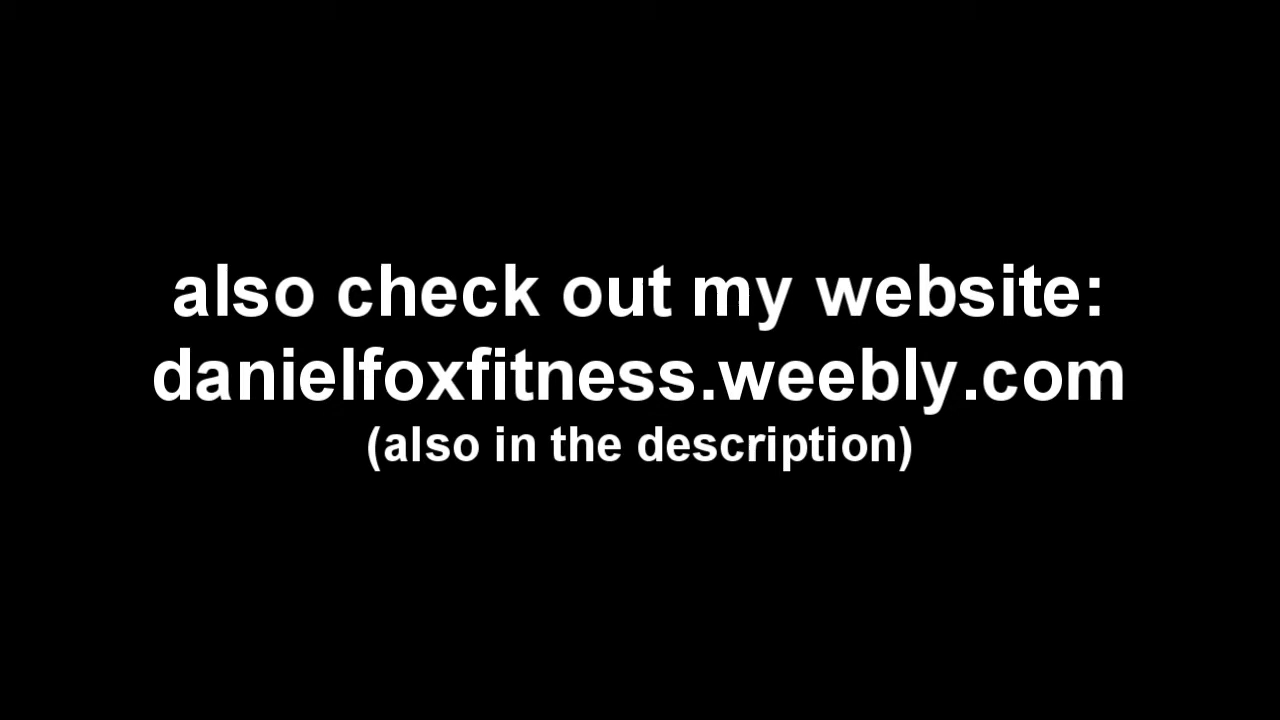 also check out my website:
danielfoxfitness.weebly.com
(also in the description)